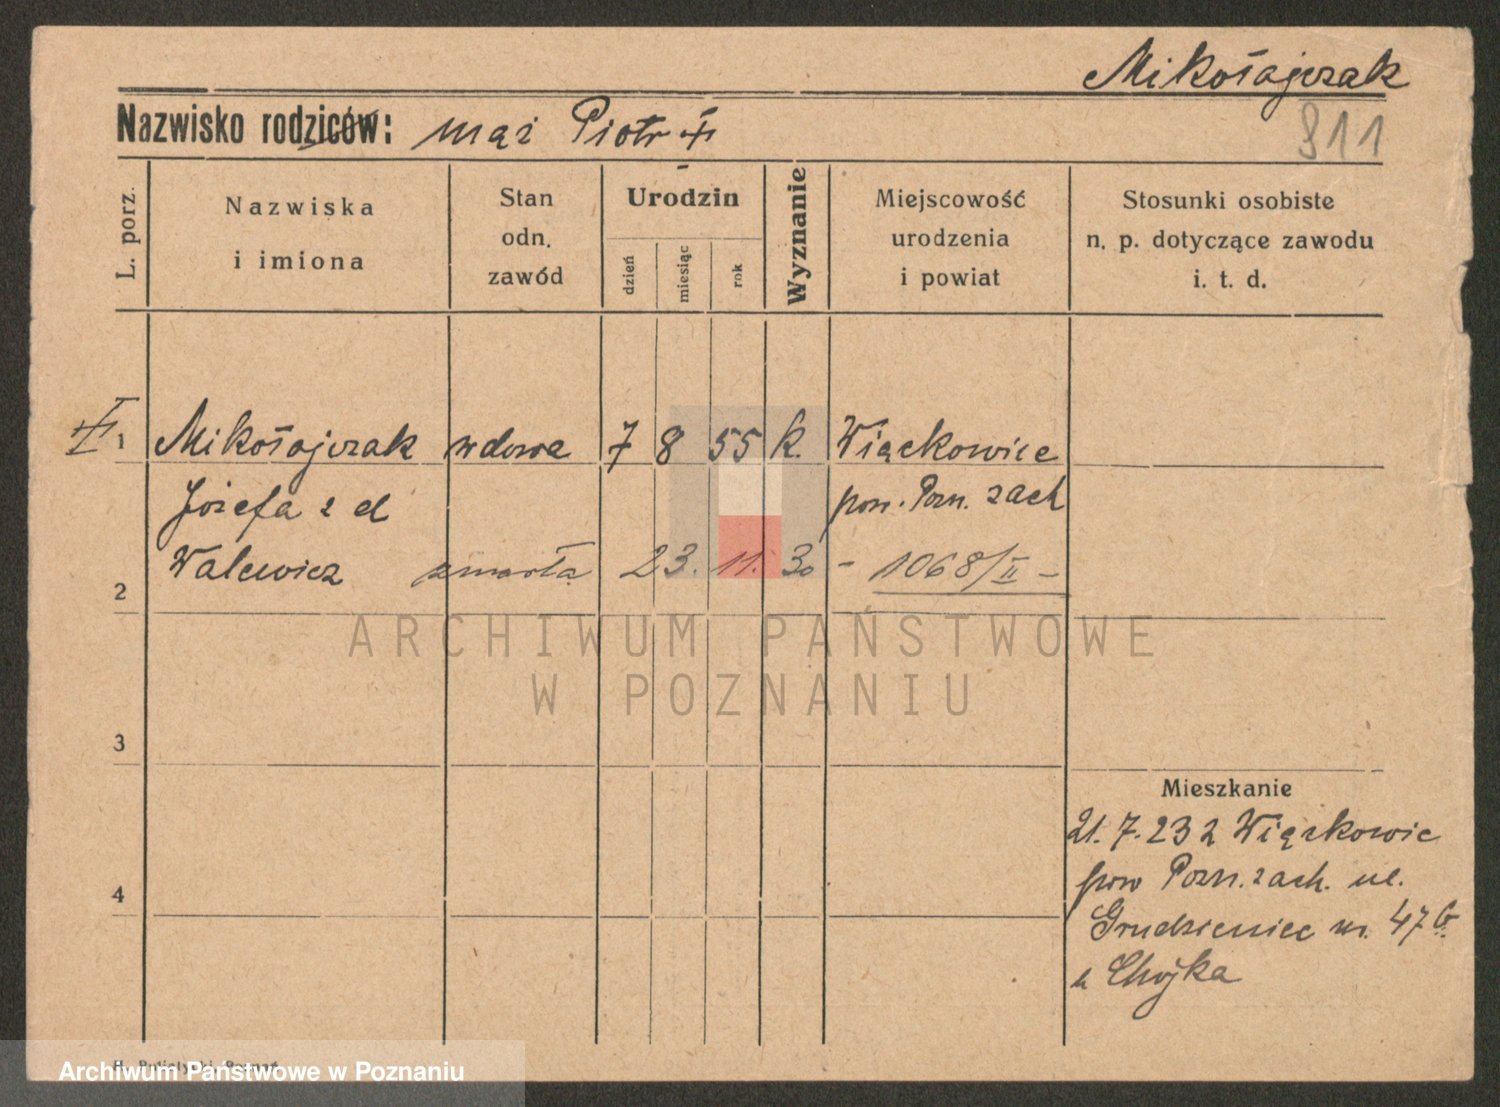 Mikołajczak
Nazwisko rodziców: mąż Piotr
811
L. porz.
Nazwiska
i imiona
Stan
odn.
zawód
Urodzin
dzień
miesiąc
rok
Wyznanie
Miejscowość
urodzenia
i powiat
Stosunki osobiste
n. p. dotyczące zawodu
i. t. d.
1 Mikołajczak wdowa 7 8 55 k. Więckowice
Józefa z d pow. Pozn. zach
Walewicz zmarła 23. 11. 30 - 1068/II -
2
ARCHIWUM PAŃSTWOWE
W POZNANIU
3
Mieszkanie
21. 7. 23 z Więckowic
4
pow Pozn. zach. ul.
Grudzieniec nr. 47 b.
u Chojka
Archiwum Państwowe w Poznaniu